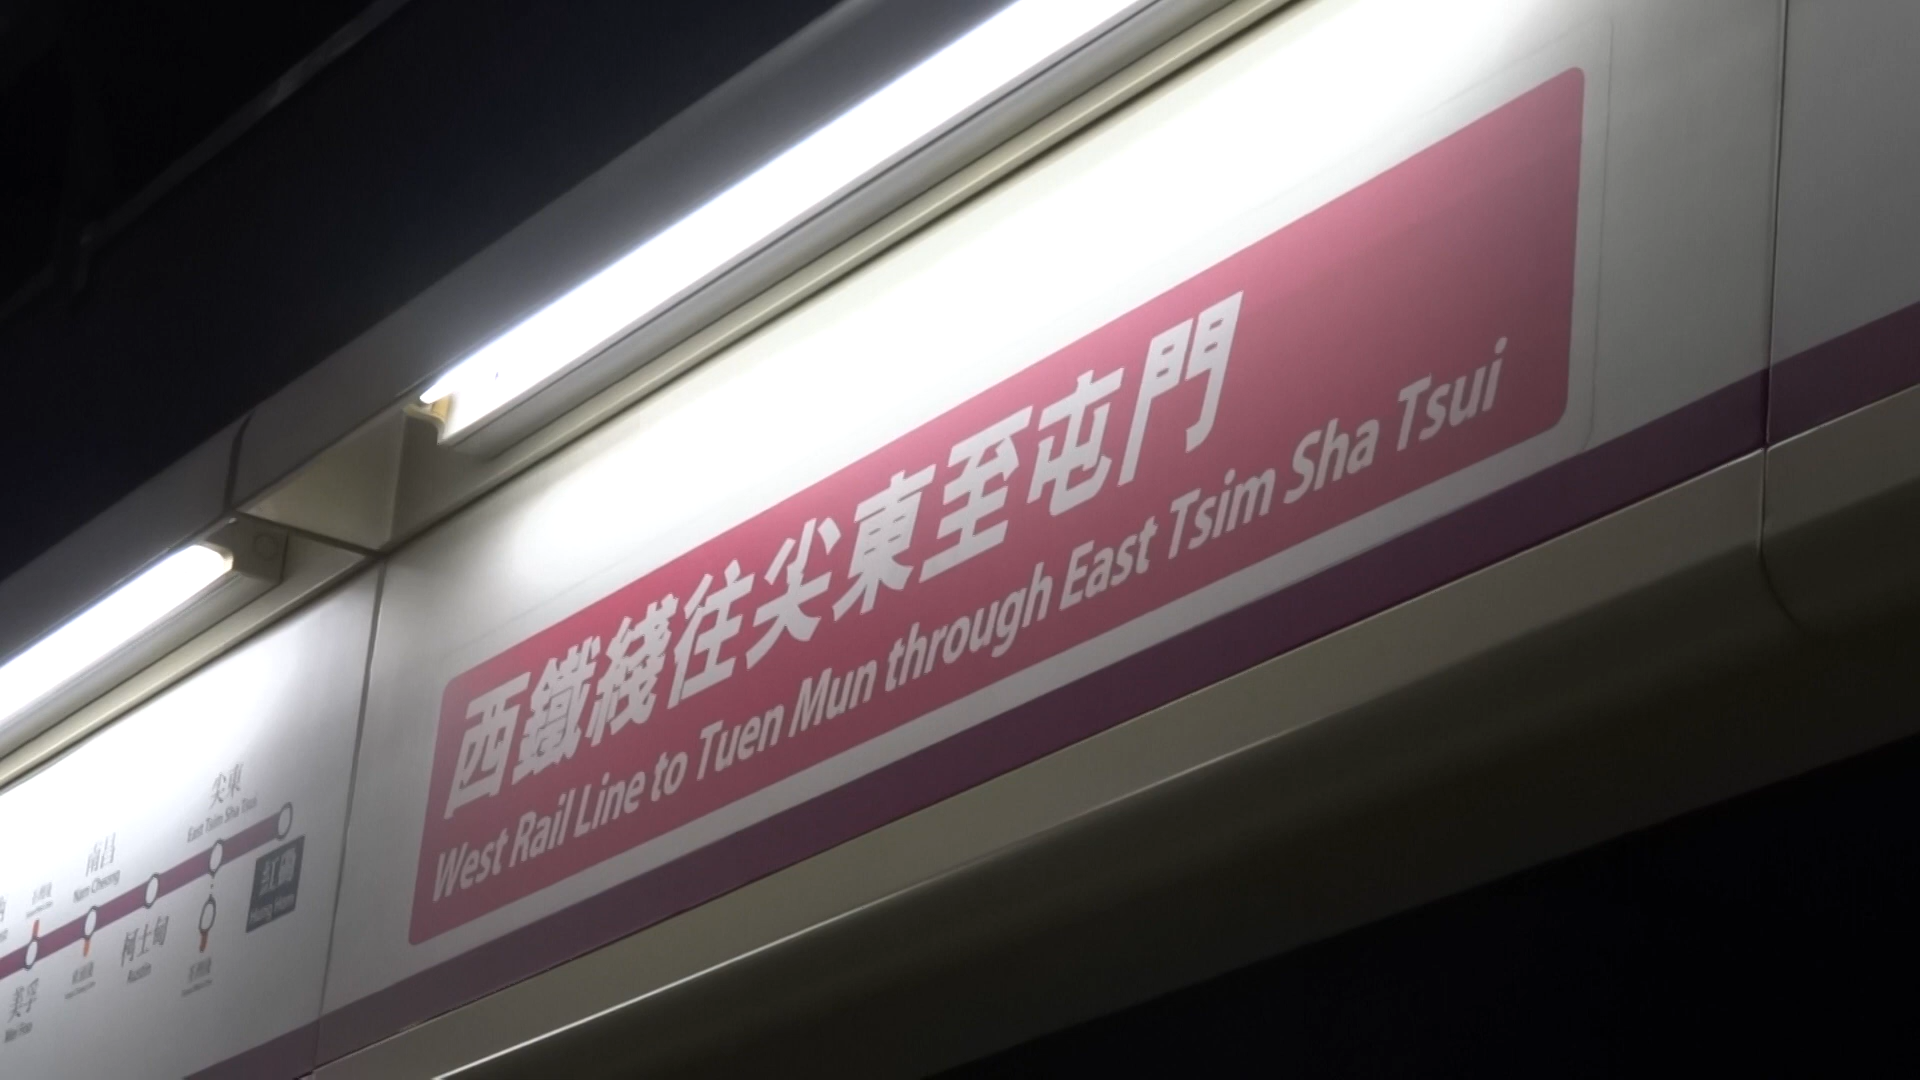 西鐵綫往尖東至屯門
West Rail Line to Tuen Mun through East Tsim Sha Tsui
尖東
East Tsim Sha Tsui
南昌
Nam Cheong
紅磡
Hung Hom
柯士甸
Austin
美孚
Mei Foo